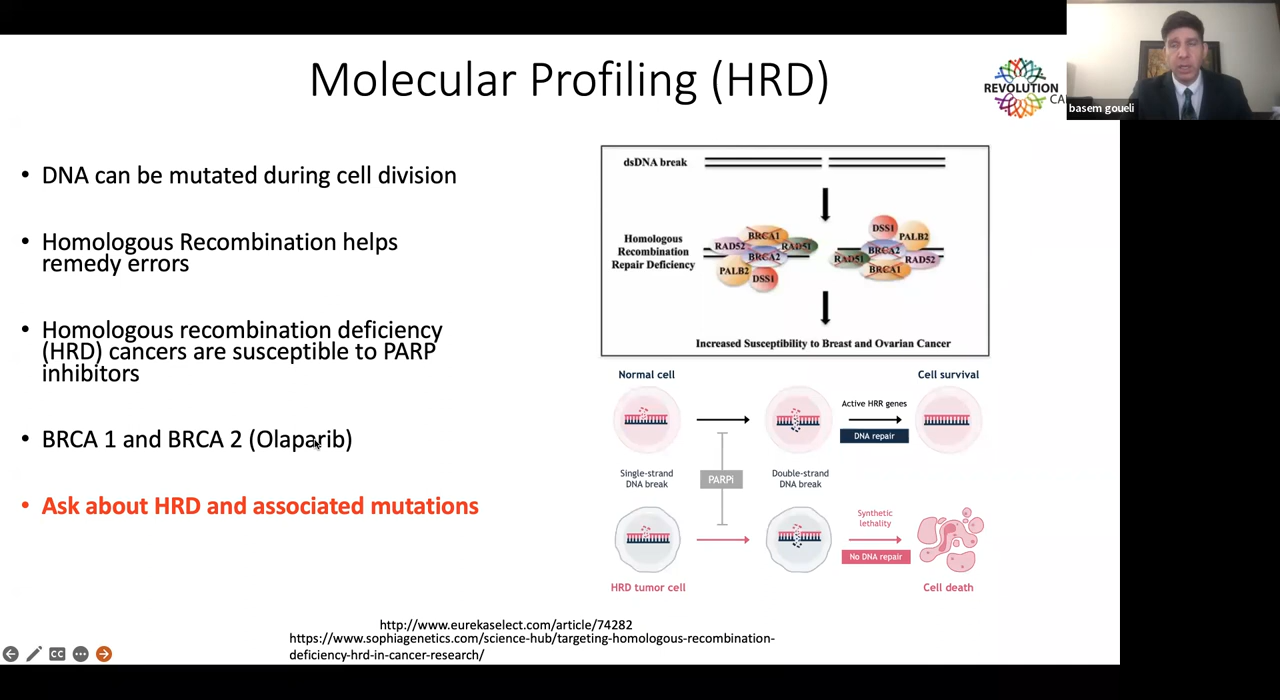 Molecular Profiling (HRD)
REVOLUTION
CA
basem goueli
• DNA can be mutated during cell division
• Homologous Recombination helps
remedy errors
• Homologous recombination deficiency
(HRD) cancers are susceptible to PARP
inhibitors
• BRCA 1 and BRCA 2 (Olaparib)
• Ask about HRD and associated mutations
dsDNA break
Homologous
Recombination
Repair Deficiency
BRCA1
RAD52
RAD51
BRCA2
PALB2
DSS1
DSS1
PALB2
BRCA2
RAD51
RAD52
BRCA1
Increased Susceptibility to Breast and Ovarian Cancer
Normal cell
Cell survival
Active HRR genes
DNA repair
Single-strand
DNA break
PARPi
Double-strand
DNA break
Synthetic
lethality
No DNA repair
HRD tumor cell
Cell death
http://www.eurekaselect.com/article/74282
https://www.sophiagenetics.com/science-hub/targeting-homologous-recombination-
deficiency-hrd-in-cancer-research/
CC